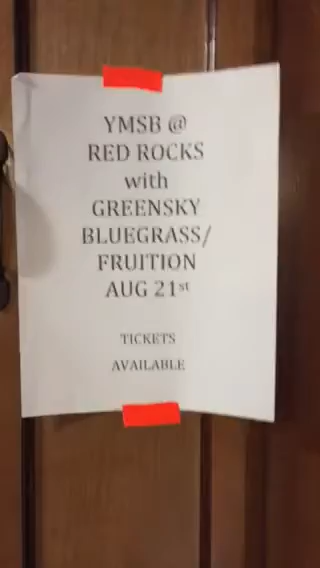 YMSB @
RED ROCKS
with
GREENSKY
BLUEGRASS/
FRUITION
AUG 21st
TICKETS
AVAILABLE